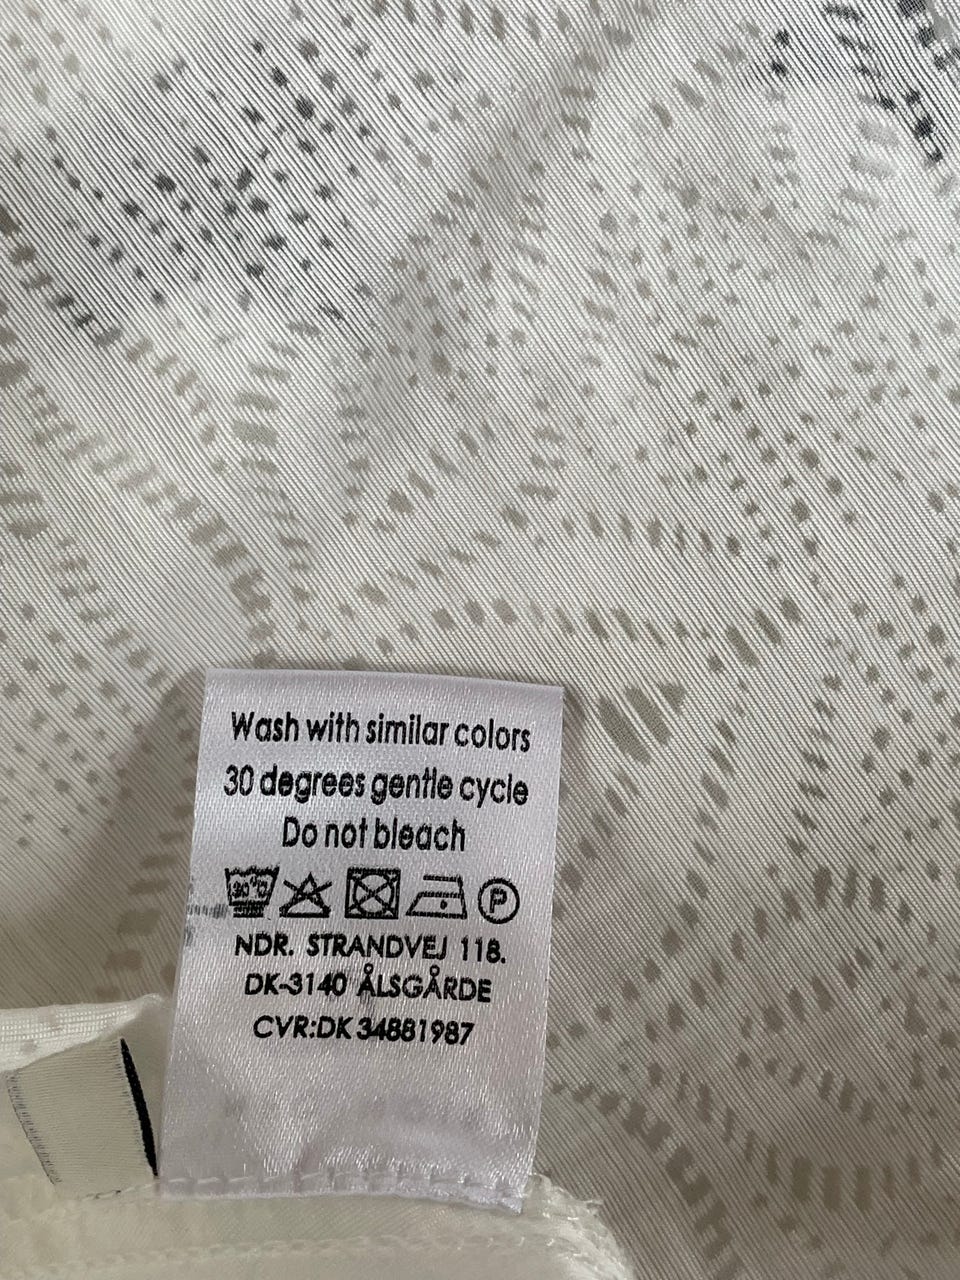 Wash with similar colors
30 degrees gentle cycle
Do not bleach
30°C P
NDR. STRANDVEJ 118.
DK-3140 ÅLSGÅRDE
CVR:DK 34881987